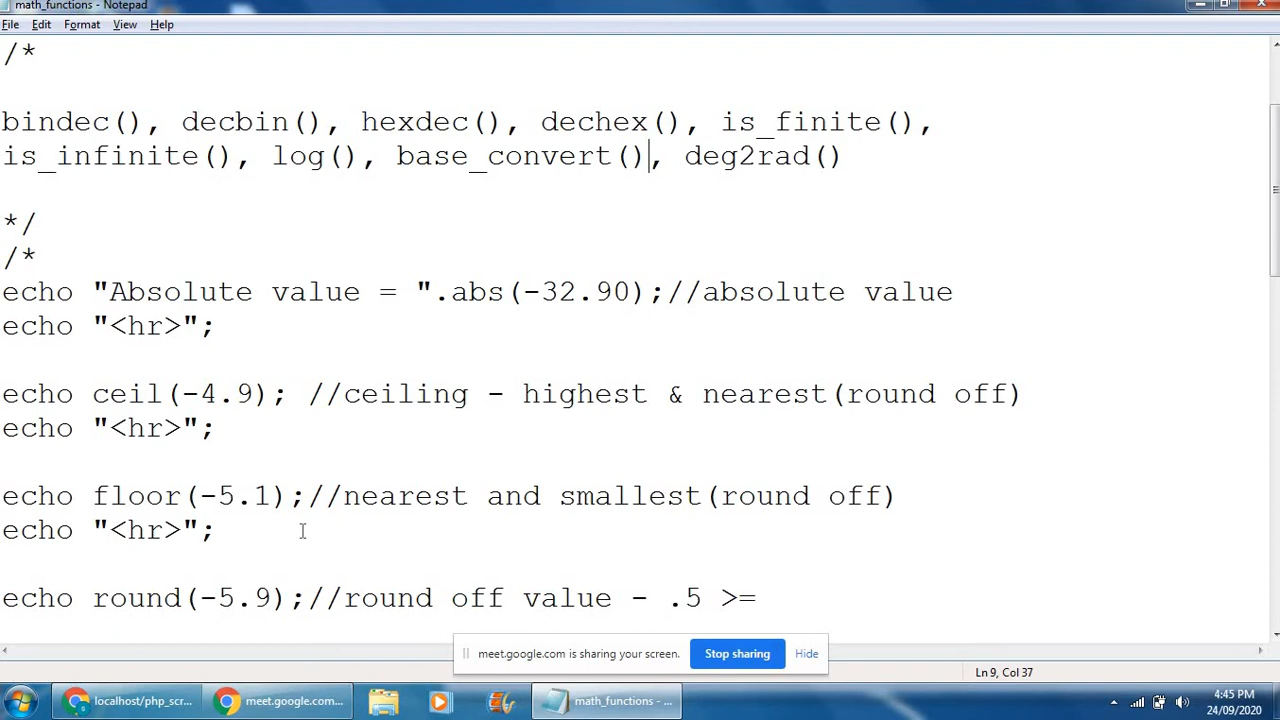 math_functions - Notepad
File Edit Format View Help
/*
bindec(), decbin(), hexdec(), dechex(), is_finite(),
is_infinite(), log(), base_convert(), deg2rad()
*/
/*
echo "Absolute value = ".abs(-32.90);//absolute value
echo "<hr>";
echo ceil(-4.9); //ceiling - highest & nearest(round off)
echo "<hr>";
echo floor(-5.1);//nearest and smallest(round off)
echo "<hr>";
echo round(-5.9);//round off value - .5 >=
meet.google.com is sharing your screen. Stop sharing Hide
Ln 9, Col 37
localhost/php_scr... meet.google.com... math_functions - ... 4:45 PM
24/09/2020